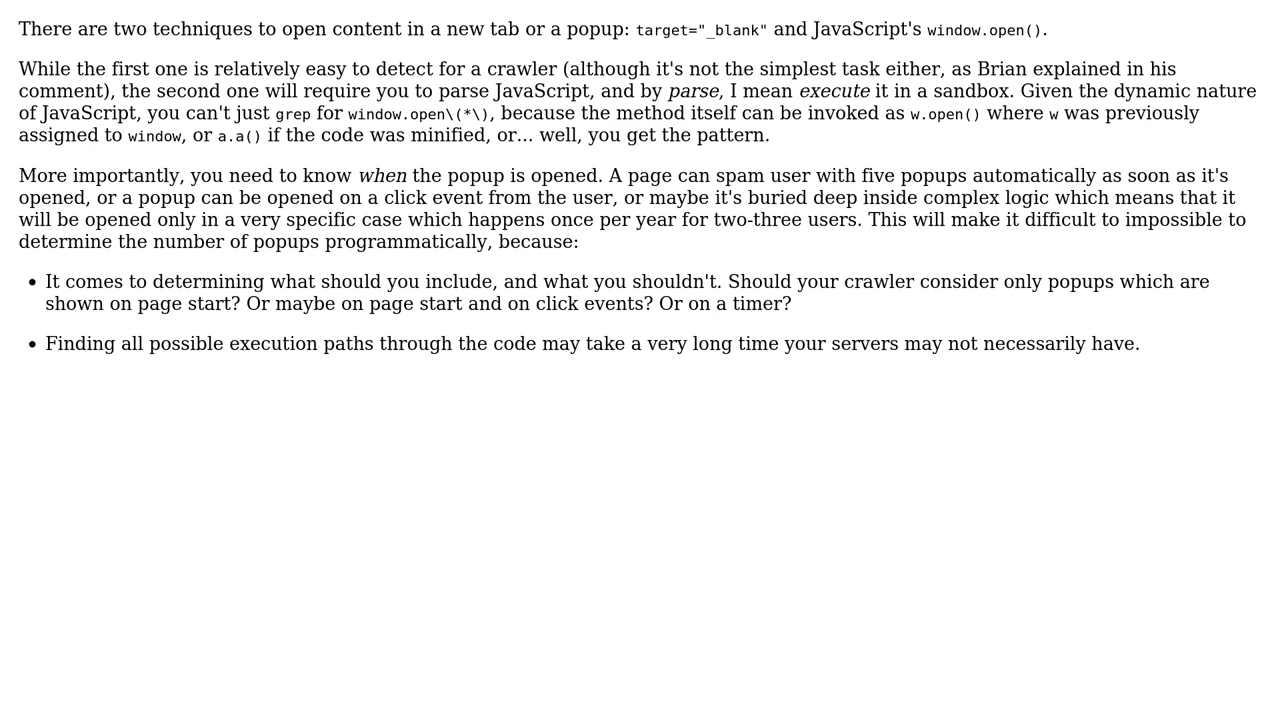 There are two techniques to open content in a new tab or a popup: target="_blank" and JavaScript's window.open().
While the first one is relatively easy to detect for a crawler (although it's not the simplest task either, as Brian explained in his
comment), the second one will require you to parse JavaScript, and by parse, I mean execute it in a sandbox. Given the dynamic nature
of JavaScript, you can't just grep for window.open\(*\), because the method itself can be invoked as w.open() where w was previously
assigned to window, or a.a() if the code was minified, or... well, you get the pattern.
More importantly, you need to know when the popup is opened. A page can spam user with five popups automatically as soon as it's
opened, or a popup can be opened on a click event from the user, or maybe it's buried deep inside complex logic which means that it
will be opened only in a very specific case which happens once per year for two-three users. This will make it difficult to impossible to
determine the number of popups programmatically, because:
• It comes to determining what should you include, and what you shouldn't. Should your crawler consider only popups which are
shown on page start? Or maybe on page start and on click events? Or on a timer?
• Finding all possible execution paths through the code may take a very long time your servers may not necessarily have.